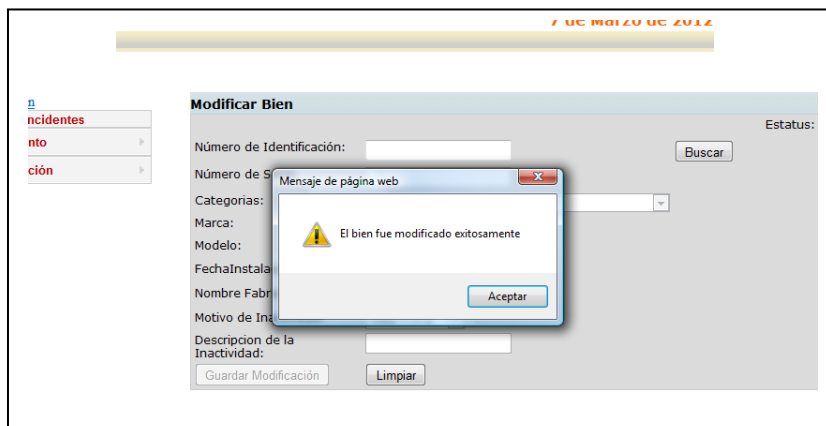 7 de Marzo de 2012
n
ncidentes
nto
ción
Modificar Bien
Estatus:
Número de Identificación:
Buscar
Número de S
Categorias:
Marca:
Modelo:
FechaInstala
Nombre Fabr
Motivo de Ina
Descripcion de la
Inactividad:
Guardar Modificación
Limpiar
Mensaje de página web
El bien fue modificado exitosamente
Aceptar